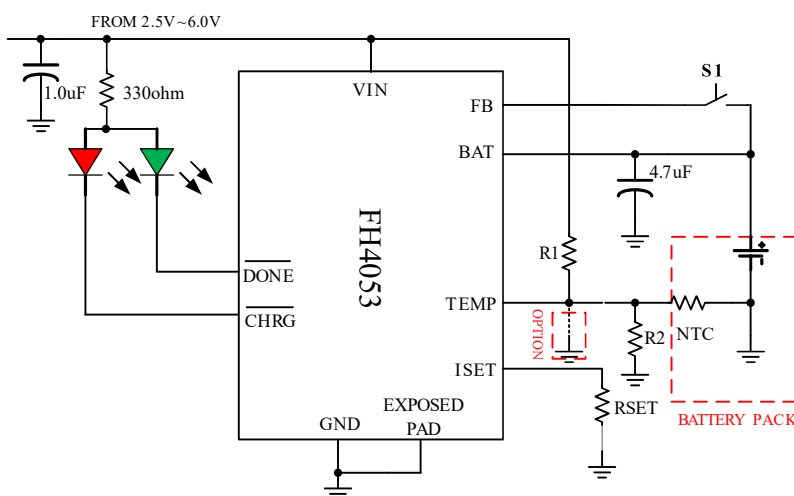 FROM 2.5V~6.0V
1.0uF
330ohm
VIN
S1
FB
BAT
4.7uF
FH4053
R1
DONE
TEMP
CHRG
OPTION
R2
NTC
ISET
EXPOSED
PAD
GND
RSET
BATTERY PACK